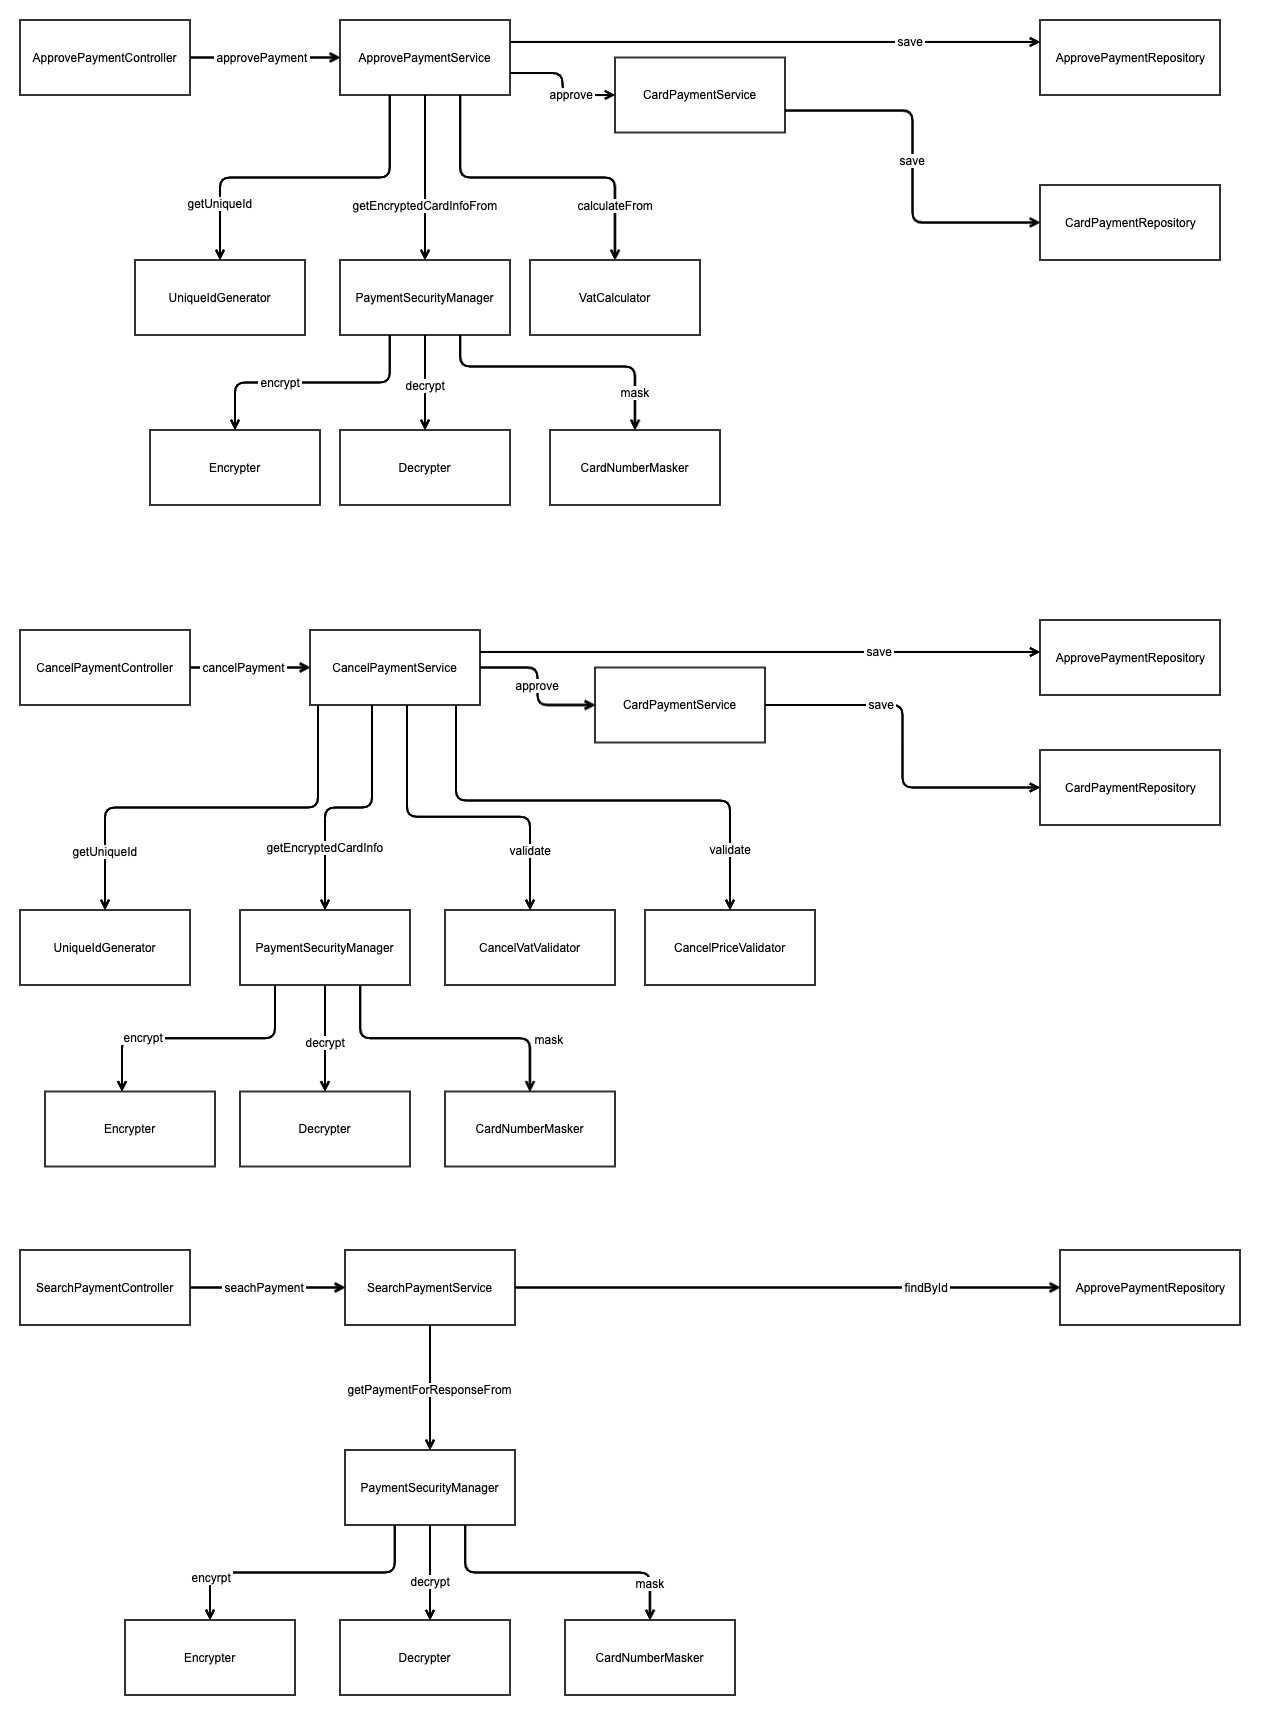 ApprovePaymentController
approvePayment
ApprovePaymentService
save
ApprovePaymentRepository
approve
CardPaymentService
save
CardPaymentRepository
getUniqueId
getEncryptedCardInfoFrom
calculateFrom
UniqueIdGenerator
PaymentSecurityManager
VatCalculator
encrypt
decrypt
mask
Encrypter
Decrypter
CardNumberMasker
CancelPaymentController
cancelPayment
CancelPaymentService
save
ApprovePaymentRepository
approve
CardPaymentService
save
CardPaymentRepository
getUniqueId
getEncryptedCardInfo
validate
validate
UniqueIdGenerator
PaymentSecurityManager
CancelVatValidator
CancelPriceValidator
encrypt
decrypt
mask
Encrypter
Decrypter
CardNumberMasker
SearchPaymentController
seachPayment
SearchPaymentService
findById
ApprovePaymentRepository
getPaymentForResponseFrom
PaymentSecurityManager
encyrpt
decrypt
mask
Encrypter
Decrypter
CardNumberMasker